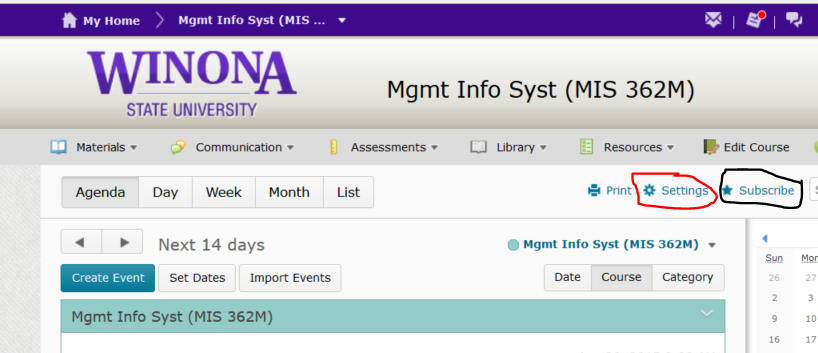 My Home Mgmt Info Syst (MIS ...
WINONA
STATE UNIVERSITY
Mgmt Info Syst (MIS 362M)
Materials Communication Assessments Library Resources Edit Course
Agenda Day Week Month List
Print Settings Subscribe
Next 14 days
Mgmt Info Syst (MIS 362M)
Create Event Set Dates Import Events
Date Course Category
Mgmt Info Syst (MIS 362M)
Sun Mon
26 27
2 3
9 10
16 17